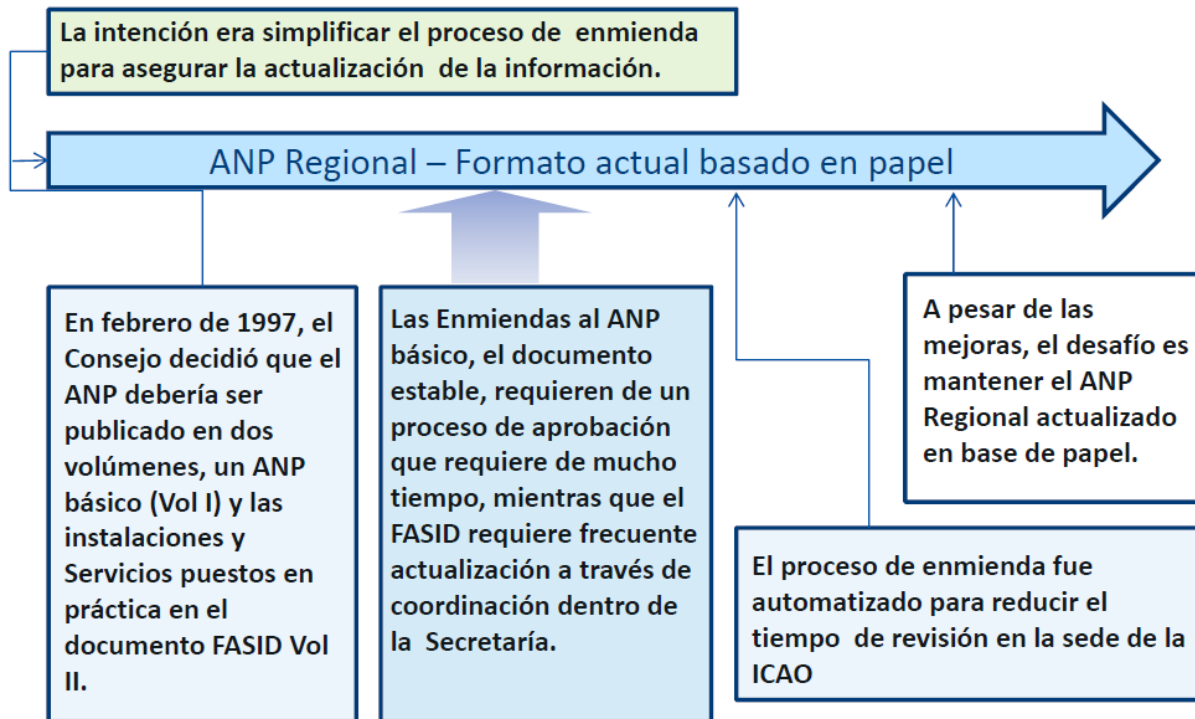 La intención era simplificar el proceso de enmienda
para asegurar la actualización de la información.
ANP Regional – Formato actual basado en papel
En febrero de 1997, el
Consejo decidió que el
ANP debería ser
publicado en dos
volúmenes, un ANP
básico (Vol I) y las
instalaciones y
Servicios puestos en
práctica en el
documento FASID Vol
II.
Las Enmiendas al ANP
básico, el documento
estable, requieren de un
proceso de aprobación
que requiere de mucho
tiempo, mientras que el
FASID requiere frecuente
actualización a través de
coordinación dentro de
la Secretaría.
El proceso de enmienda fue
automatizado para reducir el
tiempo de revisión en la sede de la
ICAO
A pesar de las
mejoras, el desafío es
mantener el ANP
Regional actualizado
en base de papel.